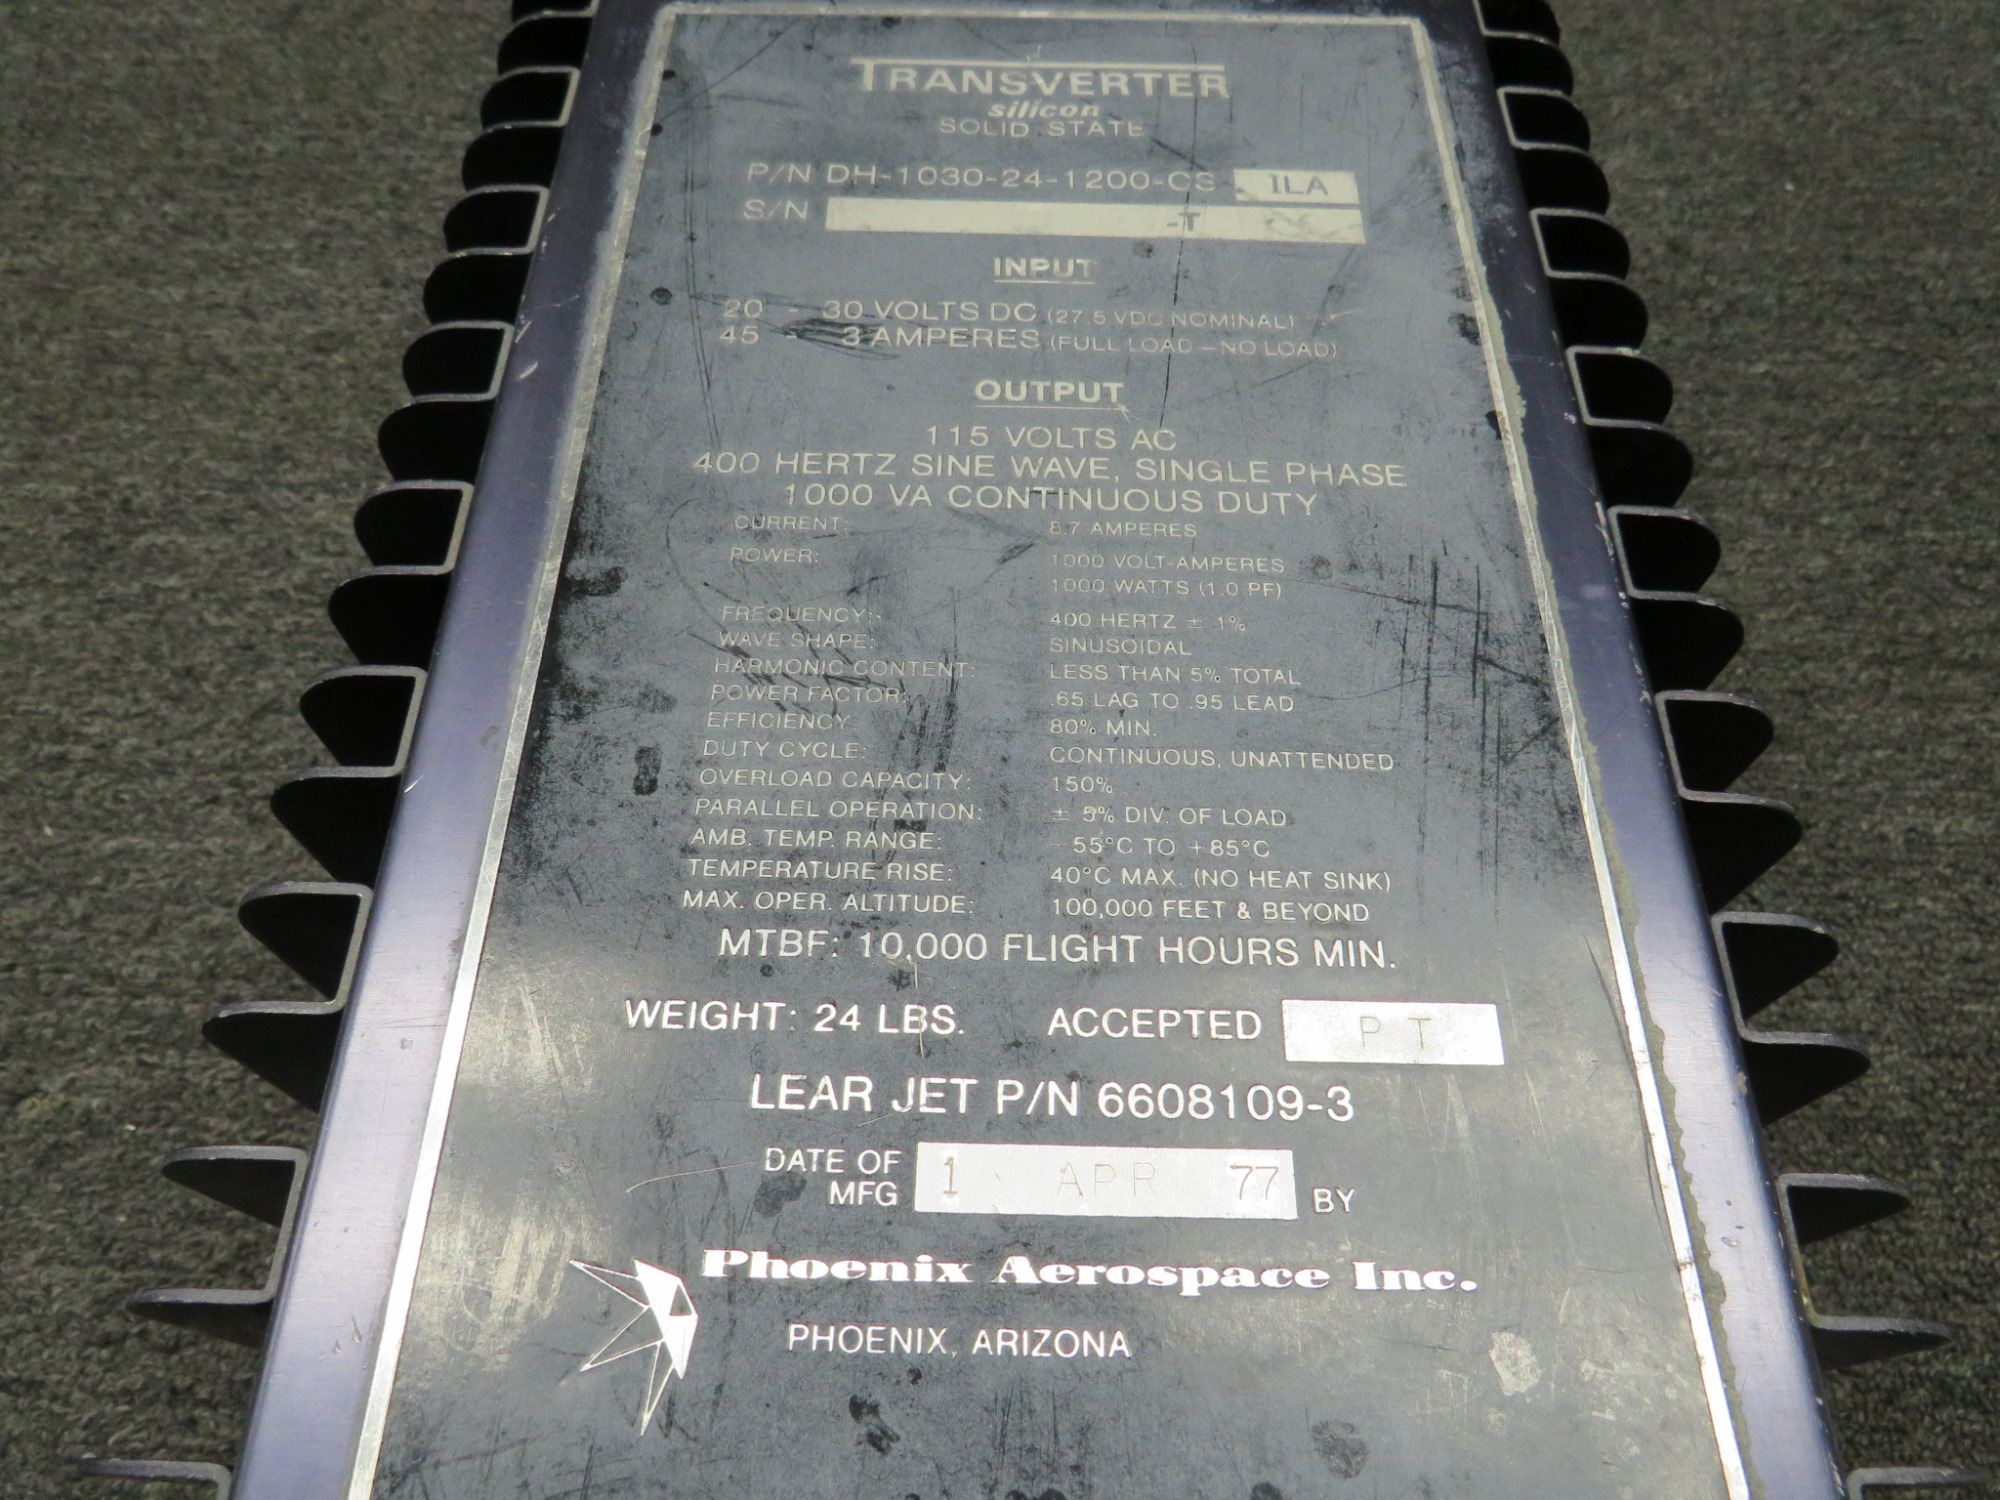 TRANSVERTER
silicon
SOLID STATE
P/N DH-1030-24-1200-CS ILA
S/N -T
INPUT
20 - 30 VOLTS DC (27.5 VDC NOMINAL)
45 - 3 AMPERES (FULL LOAD – NO LOAD)
OUTPUT
115 VOLTS AC
400 HERTZ SINE WAVE, SINGLE PHASE
1000 VA CONTINUOUS DUTY
CURRENT: 8.7 AMPERES
POWER: 1000 VOLT-AMPERES
1000 WATTS (1.0 PF)
FREQUENCY: 400 HERTZ ± 1%
WAVE SHAPE: SINUSOIDAL
HARMONIC CONTENT: LESS THAN 5% TOTAL
POWER FACTOR: .65 LAG TO .95 LEAD
EFFICIENCY: 80% MIN.
DUTY CYCLE: CONTINUOUS, UNATTENDED
OVERLOAD CAPACITY: 150%
PARALLEL OPERATION: ± 5% DIV. OF LOAD
AMB. TEMP. RANGE: -55°C TO +85°C
TEMPERATURE RISE: 40°C MAX. (NO HEAT SINK)
MAX. OPER. ALTITUDE: 100,000 FEET & BEYOND
MTBF: 10,000 FLIGHT HOURS MIN.
WEIGHT: 24 LBS. ACCEPTED PT
LEAR JET P/N 6608109-3
DATE OF MFG 1 APR 77 BY
Phoenix Aerospace Inc.
PHOENIX, ARIZONA